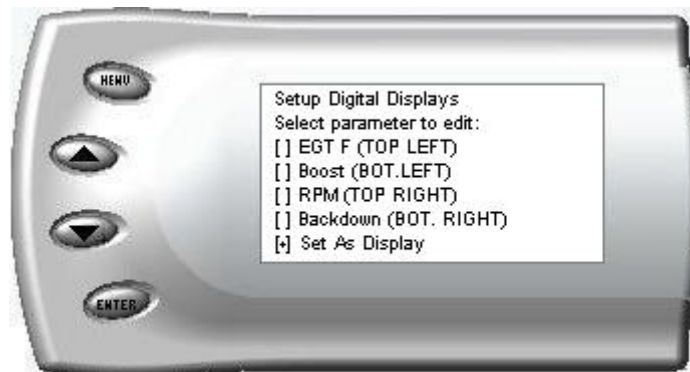 MENU
Setup Digital Displays
Select parameter to edit:
[ ] EGT F (TOP LEFT)
[ ] Boost (BOT.LEFT)
[ ] RPM (TOP RIGHT)
[ ] Backdown (BOT. RIGHT)
[+] Set As Display
ENTER